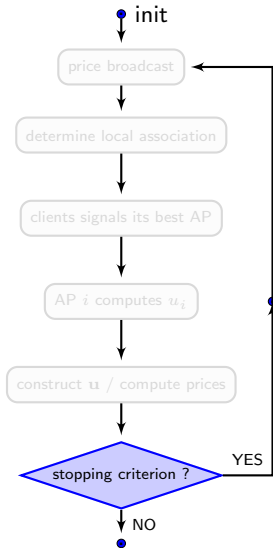 init
price broadcast
determine local association
clients signals its best AP
AP i computes u_i
construct u / compute prices
stopping criterion ?
YES
NO